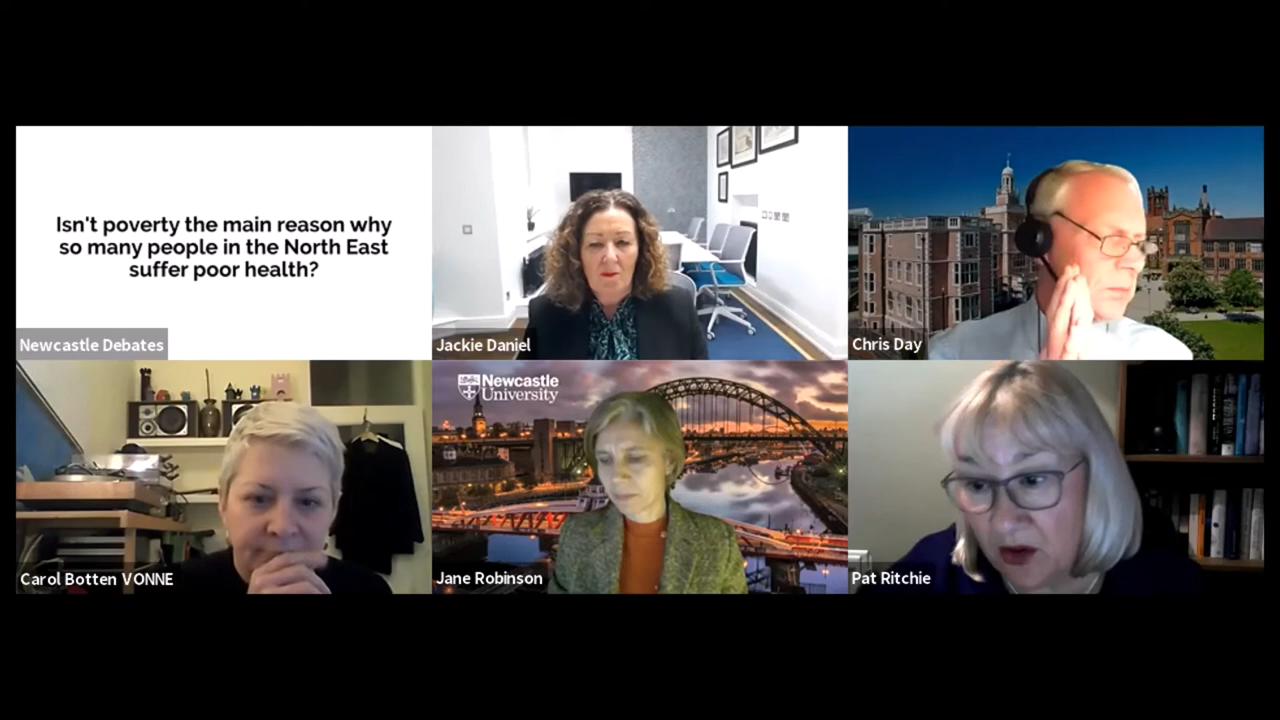 Isn't poverty the main reason why
so many people in the North East
suffer poor health?
Newcastle Debates
Jackie Daniel
Chris Day
Carol Botten VONNE
Newcastle
University
Jane Robinson
Pat Ritchie